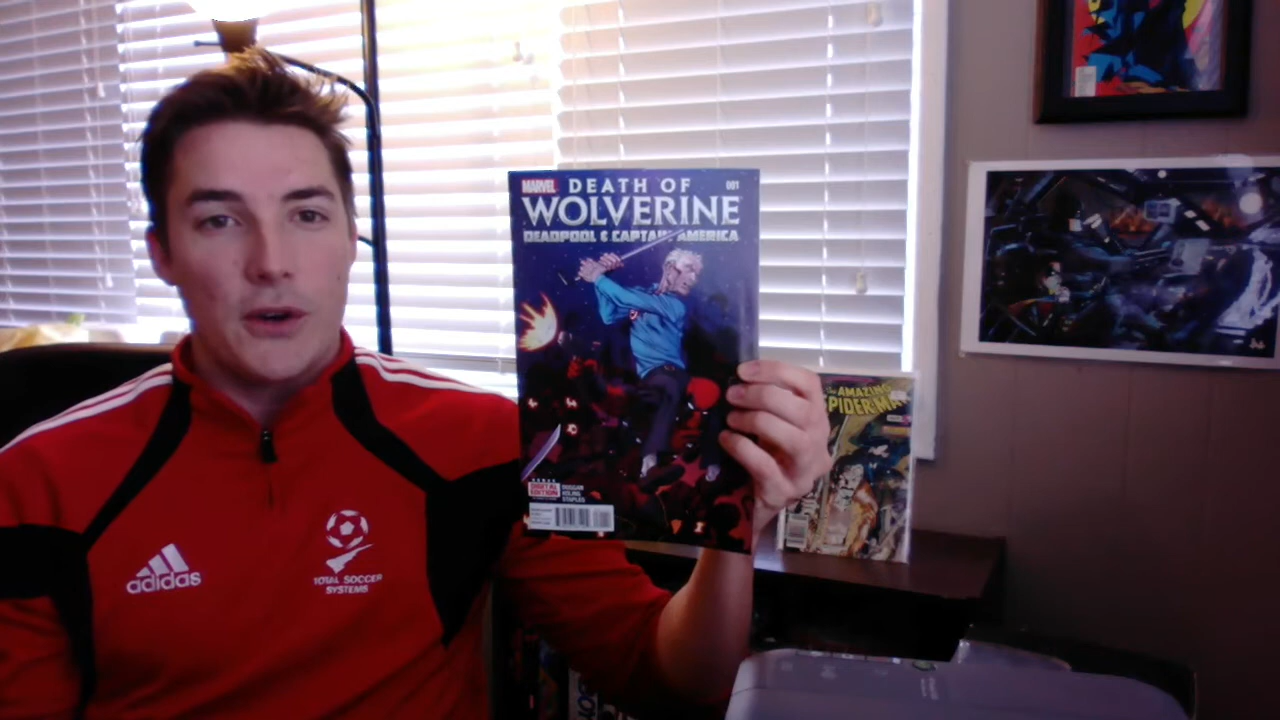 MARVEL
DEATH OF
001
WOLVERINE
DEADPOOL & CAPTAIN AMERICA
DIGITAL
EDITION
DUGGAN
KOLINS
STAPLES
THE AMAZING
SPIDER-MAN
adidas
TOTAL SOCCER
SYSTEMS